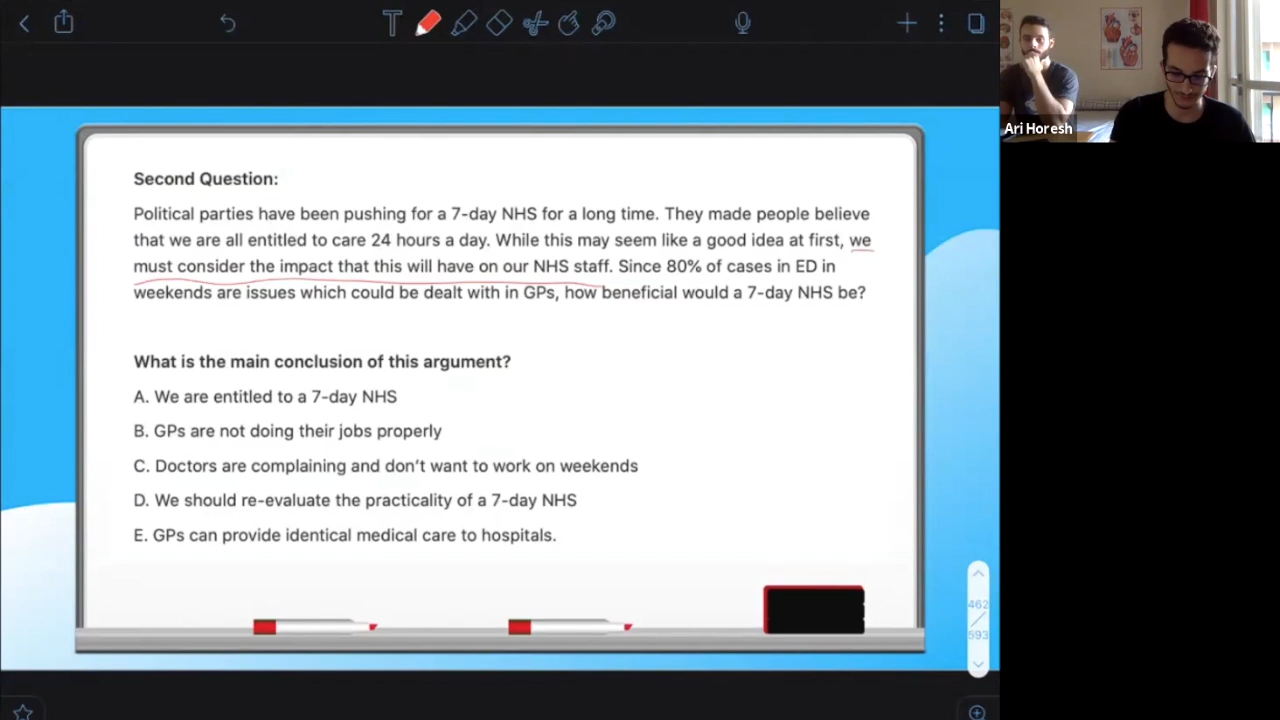 Ari Horesh
Second Question:
Political parties have been pushing for a 7-day NHS for a long time. They made people believe
that we are all entitled to care 24 hours a day. While this may seem like a good idea at first, we
must consider the impact that this will have on our NHS staff. Since 80% of cases in ED in
weekends are issues which could be dealt with in GPs, how beneficial would a 7-day NHS be?
What is the main conclusion of this argument?
A. We are entitled to a 7-day NHS
B. GPs are not doing their jobs properly
C. Doctors are complaining and don't want to work on weekends
D. We should re-evaluate the practicality of a 7-day NHS
E. GPs can provide identical medical care to hospitals.
462
593